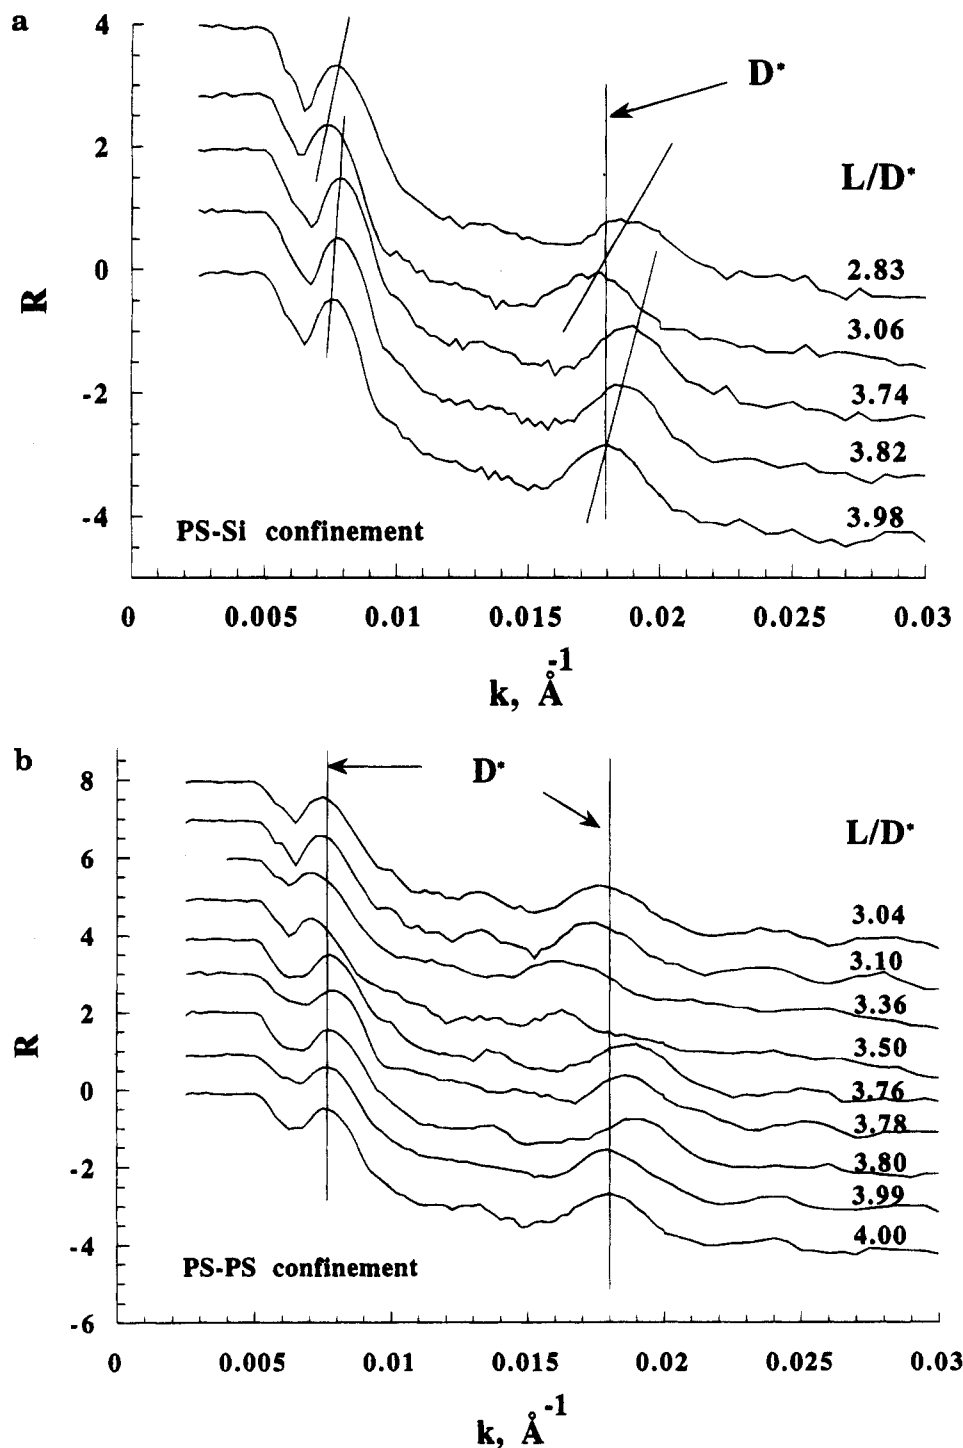 a
4
2
0
-2
-4
R
D*
L/D*
2.83
3.06
3.74
3.82
3.98
PS-Si confinement
0 0.005 0.01 0.015 0.02 0.025 0.03
k, Å-1
b
8
6
4
2
0
-2
-4
-6
R
D*
L/D*
3.04
3.10
3.36
3.50
3.76
3.78
3.80
3.99
4.00
PS-PS confinement
0 0.005 0.01 0.015 0.02 0.025 0.03
k, Å-1